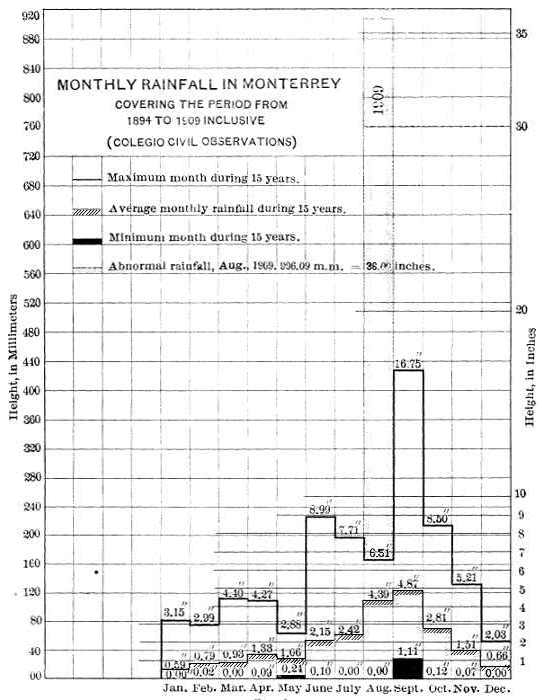 920
880
840
800
760
720
680
640
600
560
520
480
440
400
360
320
280
240
200
160
120
80
40
00
Height, in Millimeters
MONTHLY RAINFALL IN MONTERREY
COVERING THE PERIOD FROM
1894 TO 1909 INCLUSIVE
(COLEGIO CIVIL OBSERVATIONS)
Maximum month during 15 years.
Average monthly rainfall during 15 years.
Minimum month during 15 years.
Abnormal rainfall, Aug., 1909. m.m. = inches.
1909
35
30
20
10
9
8
7
6
5
4
3
2
1
Height, in Inches
16.75"
8.99" 7.71" 6.51" 8.50"
3.15" 2.99" 4.40" 4.27" 2.88" 5.21" 2.03"
0.59" 0.79" 0.93" 1.38" 1.06" 2.15" 2.42" 4.39" 4.87" 2.81" 1.51" 0.66"
0.00" 0.02" 0.00" 0.09" 0.24" 0.10" 0.00" 0.00" 1.11" 0.12" 0.07" 0.00"
Jan. Feb. Mar. Apr. May June July Aug. Sept. Oct. Nov. Dec.